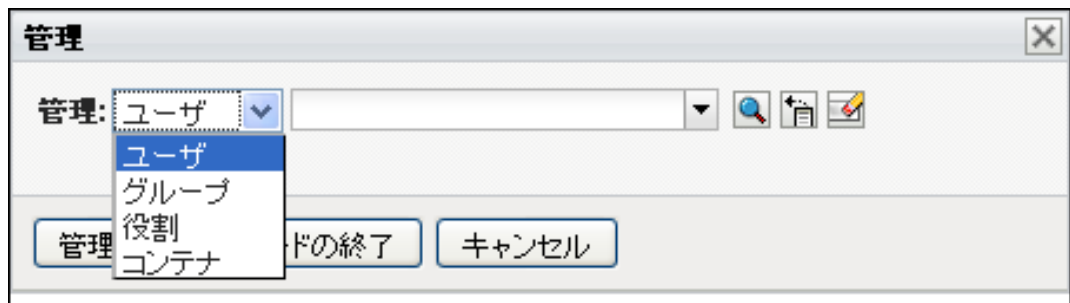 管理
管理: ユーザ
ユーザ
グループ
役割
コンテナ
管理 ドの終了 キャンセル